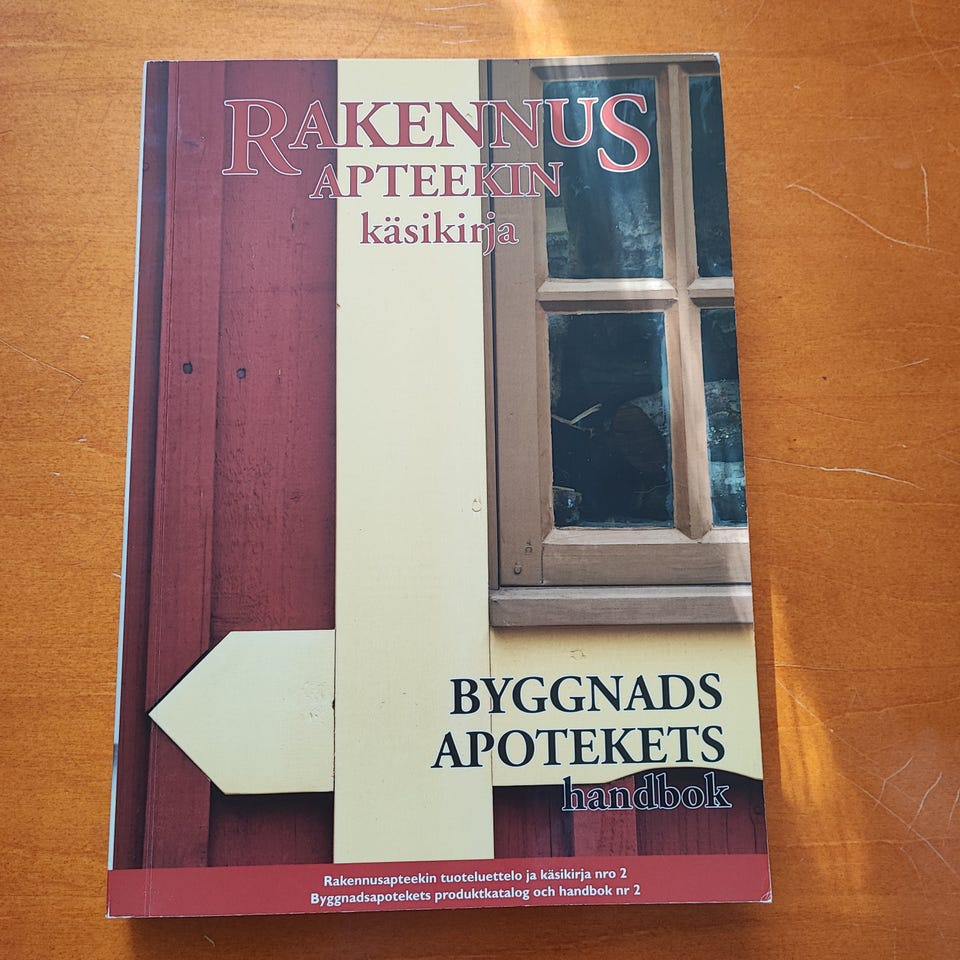 RAKENNUS
APTEEKIN
käsikirja
BYGGNADS
APOTEKETS
handbok
Rakennusapteekin tuoteluettelo ja käsikirja nro 2
Byggnadsapotekets produktkatalog och handbok nr 2